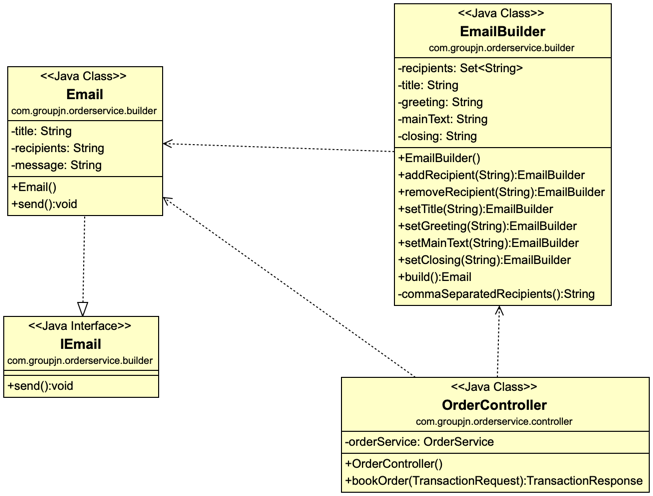 <<Java Class>>
Email
com.groupjn.orderservice.builder
-title: String
-recipients: String
-message: String
+Email()
+send():void
<<Java Interface>>
IEmail
com.groupjn.orderservice.builder
+send():void
<<Java Class>>
EmailBuilder
com.groupjn.orderservice.builder
-recipients: Set<String>
-title: String
-greeting: String
-mainText: String
-closing: String
+EmailBuilder()
+addRecipient(String):EmailBuilder
+removeRecipient(String):EmailBuilder
+setTitle(String):EmailBuilder
+setGreeting(String):EmailBuilder
+setMainText(String):EmailBuilder
+setClosing(String):EmailBuilder
+build():Email
-commaSeparatedRecipients():String
<<Java Class>>
OrderController
com.groupjn.orderservice.controller
-orderService: OrderService
+OrderController()
+bookOrder(TransactionRequest):TransactionResponse